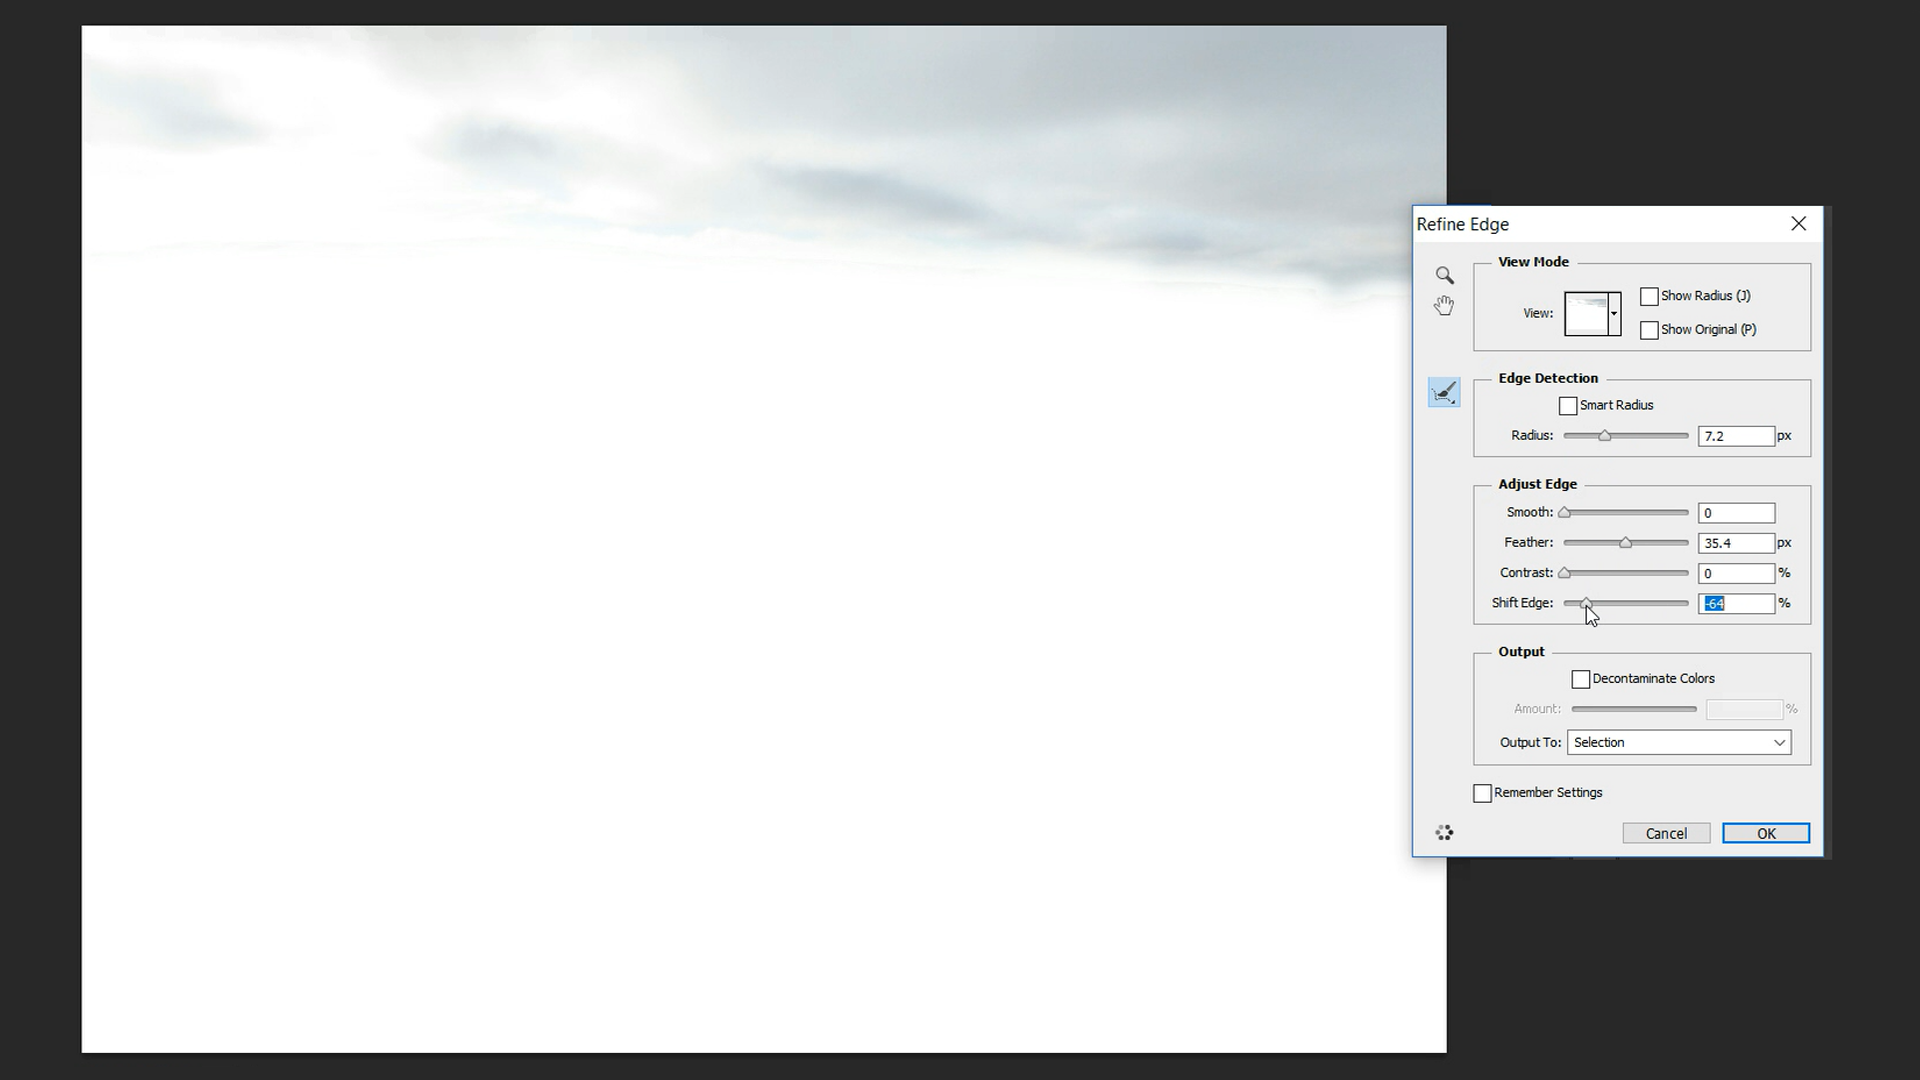 Refine Edge
View Mode
View:
Show Radius (J)
Show Original (P)
Edge Detection
Smart Radius
Radius: 7.2 px
Adjust Edge
Smooth: 0
Feather: 35.4 px
Contrast: 0 %
Shift Edge: -64 %
Output
Decontaminate Colors
Amount: %
Output To: Selection
Remember Settings
Cancel OK